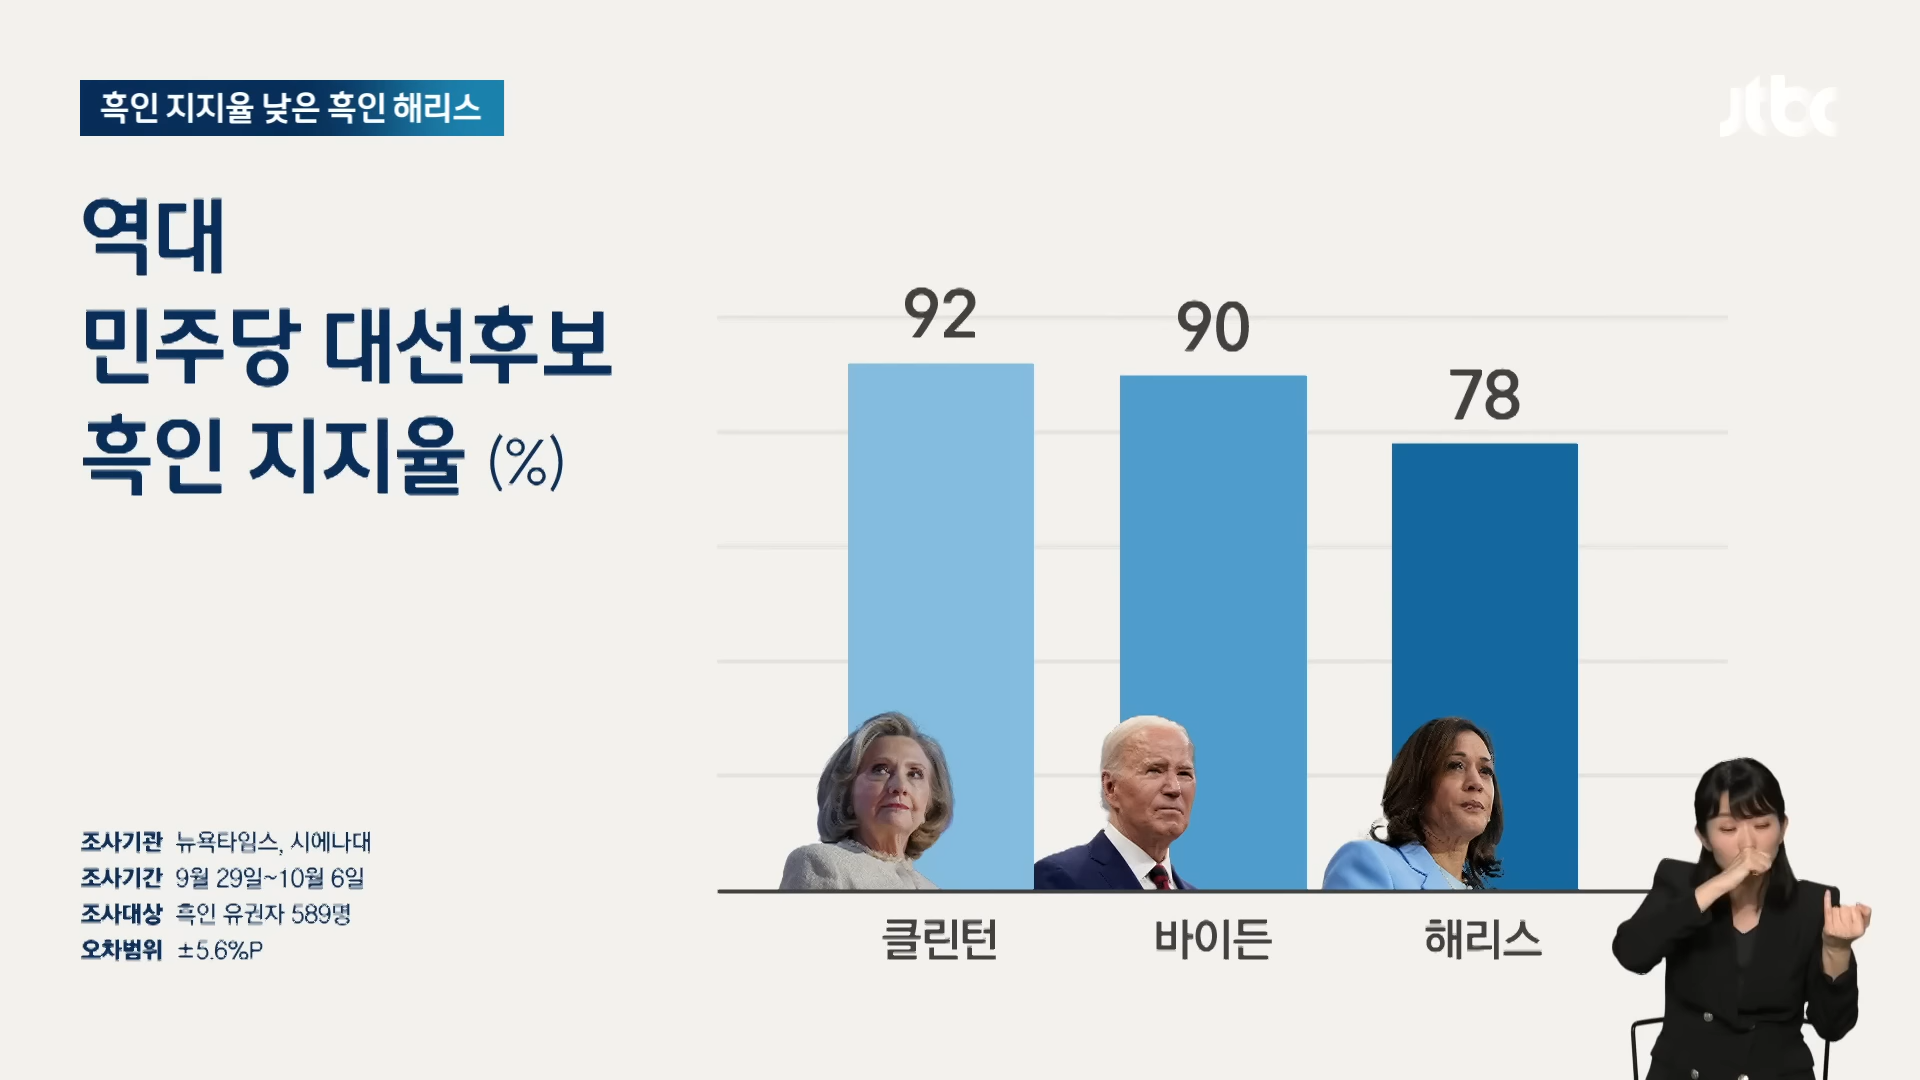 흑인 지지율 낮은 흑인 해리스
jtbc
역대
민주당 대선후보
흑인 지지율 (%)
92
90
78
클린턴
바이든
해리스
조사기관 뉴욕타임스, 시에나대
조사기간 9월 29일~10월 6일
조사대상 흑인 유권자 589명
오차범위 ±5.6%P